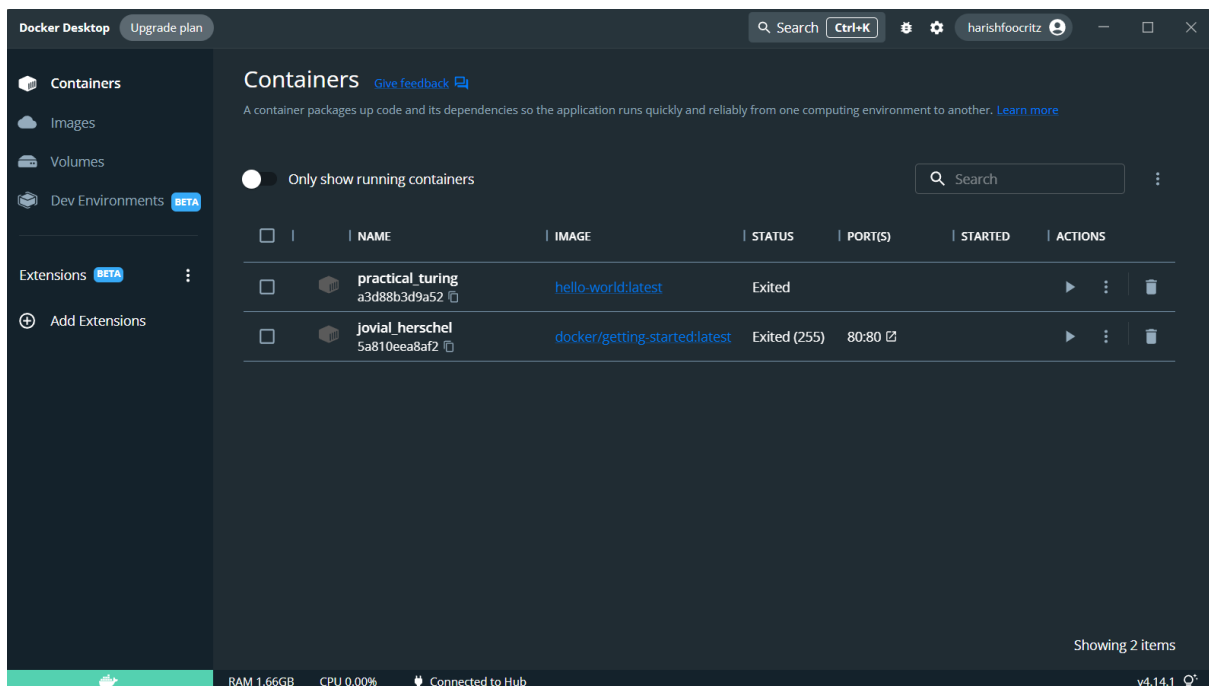 Docker Desktop Upgrade plan Search Ctrl+K harishfoocritz
Containers
Images
Volumes
Dev Environments BETA
Extensions BETA
Add Extensions
Containers Give feedback
A container packages up code and its dependencies so the application runs quickly and reliably from one computing environment to another. Learn more
Only show running containers Search
NAME IMAGE STATUS PORT(S) STARTED ACTIONS
practical_turing hello-world:latest Exited
a3d88b3d9a52
jovial_herschel docker/getting-started:latest Exited (255) 80:80
5a810eea8af2
Showing 2 items
RAM 1.66GB CPU 0.00% Connected to Hub v4.14.1